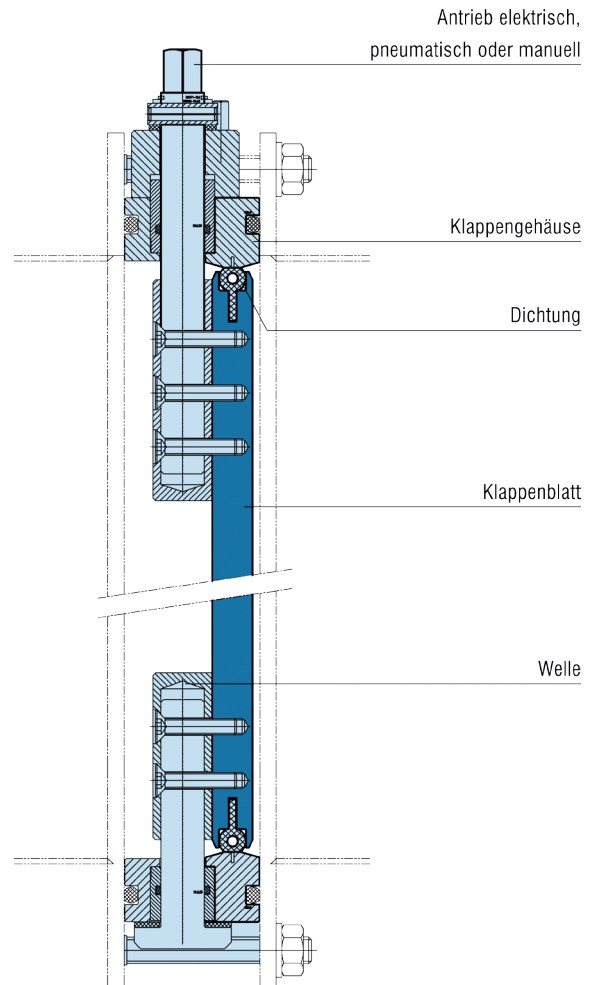 Antrieb elektrisch,
pneumatisch oder manuell
Klappengehäuse
Dichtung
Klappenblatt
Welle